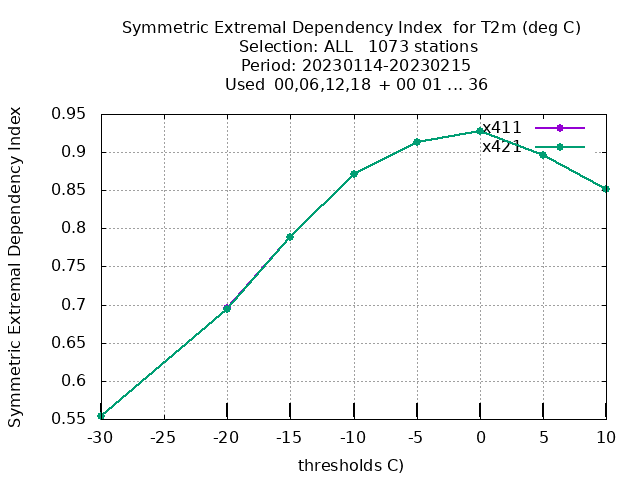 Symmetric Extremal Dependency Index for T2m (deg C)
Selection: ALL 1073 stations
Period: 20230114-20230215
Used 00,06,12,18 + 00 01 ... 36
Symmetric Extremal Dependency Index
0.95
0.9
0.85
0.8
0.75
0.7
0.65
0.6
0.55
x411
x421
-30 -25 -20 -15 -10 -5 0 5 10
thresholds C)